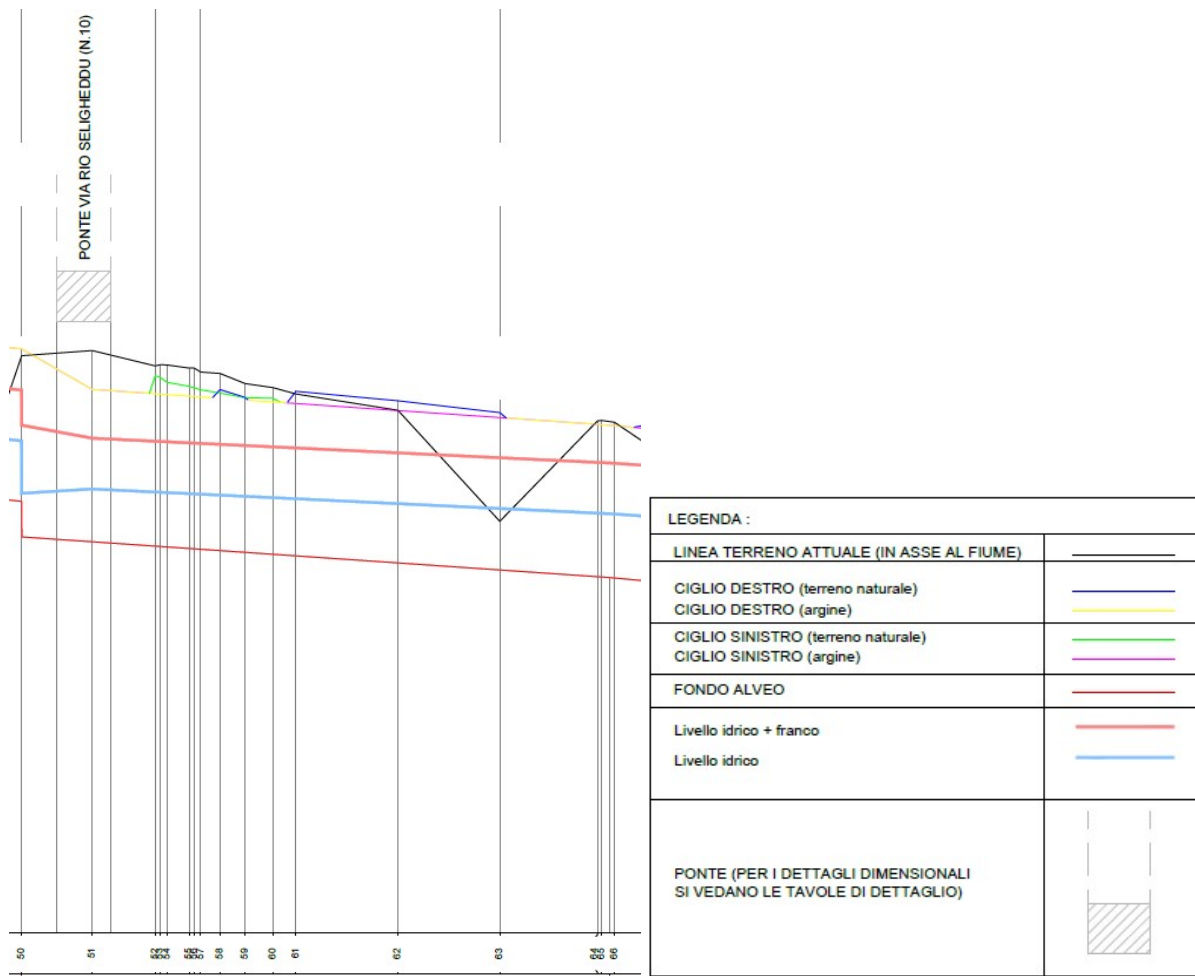 PONTE VIA RIO SELIGHEDDU (N.10)
50
51
52
53
54
55
56
57
58
59
60
61
62
63
64
65
66
LEGENDA :
LINEA TERRENO ATTUALE (IN ASSE AL FIUME)
CIGLIO DESTRO (terreno naturale)
CIGLIO DESTRO (argine)
CIGLIO SINISTRO (terreno naturale)
CIGLIO SINISTRO (argine)
FONDO ALVEO
Livello idrico + franco
Livello idrico
PONTE (PER I DETTAGLI DIMENSIONALI
SI VEDANO LE TAVOLE DI DETTAGLIO)